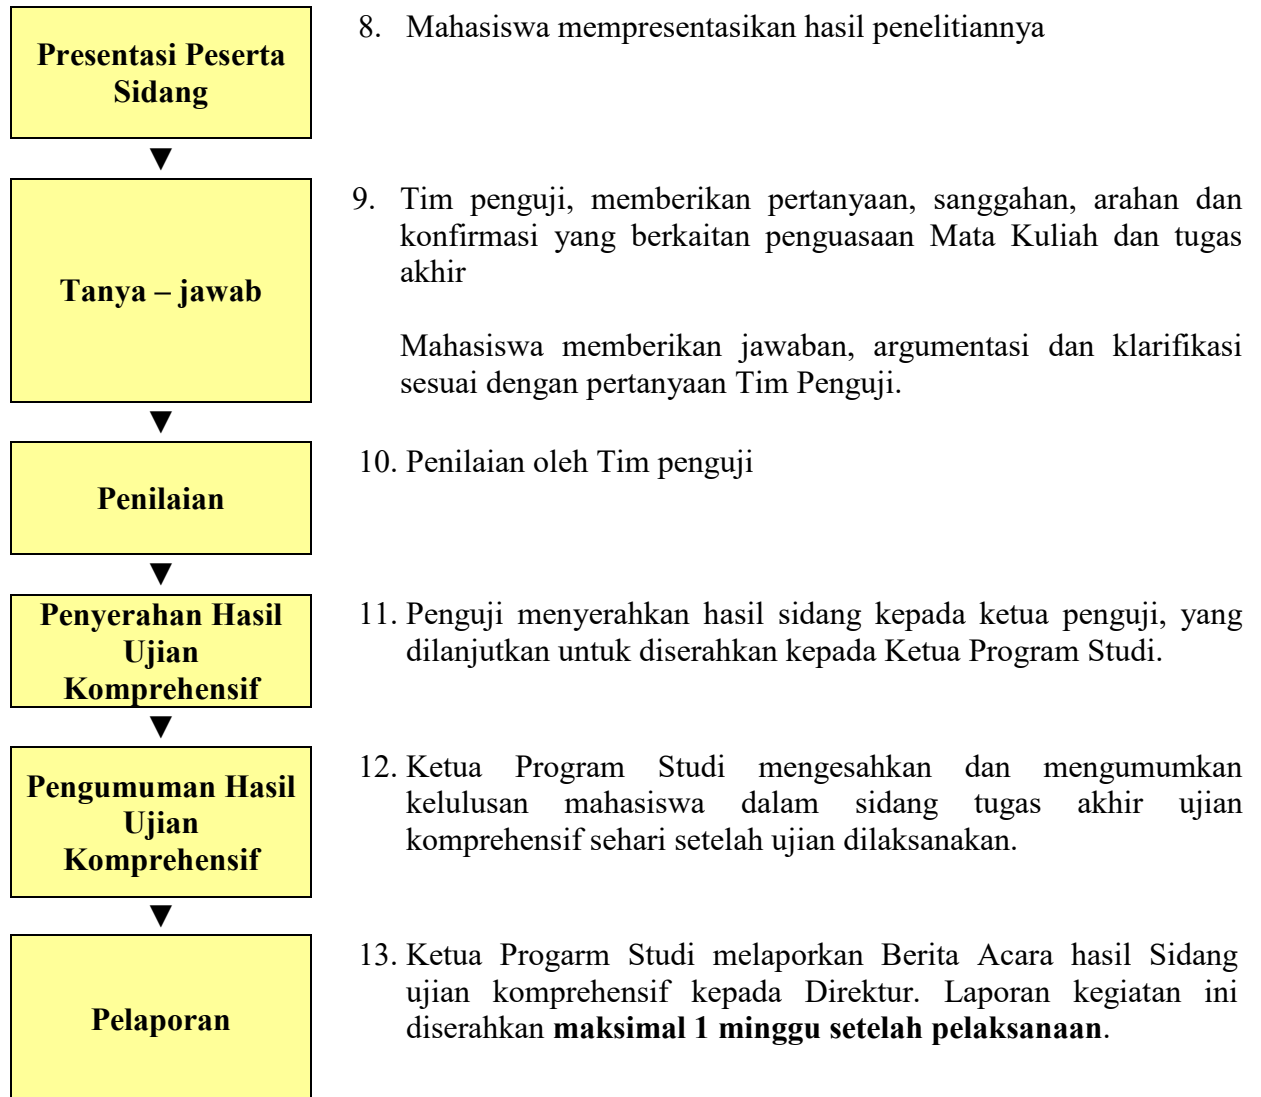 Presentasi Peserta
Sidang
8. Mahasiswa mempresentasikan hasil penelitiannya
Tanya – jawab
9. Tim penguji, memberikan pertanyaan, sanggahan, arahan dan
konfirmasi yang berkaitan penguasaan Mata Kuliah dan tugas
akhir
Mahasiswa memberikan jawaban, argumentasi dan klarifikasi
sesuai dengan pertanyaan Tim Penguji.
Penilaian
10. Penilaian oleh Tim penguji
Penyerahan Hasil
Ujian
Komprehensif
11. Penguji menyerahkan hasil sidang kepada ketua penguji, yang
dilanjutkan untuk diserahkan kepada Ketua Program Studi.
Pengumuman Hasil
Ujian
Komprehensif
12. Ketua Program Studi mengesahkan dan mengumumkan
kelulusan mahasiswa dalam sidang tugas akhir ujian
komprehensif sehari setelah ujian dilaksanakan.
Pelaporan
13. Ketua Progarm Studi melaporkan Berita Acara hasil Sidang
ujian komprehensif kepada Direktur. Laporan kegiatan ini
diserahkan maksimal 1 minggu setelah pelaksanaan.